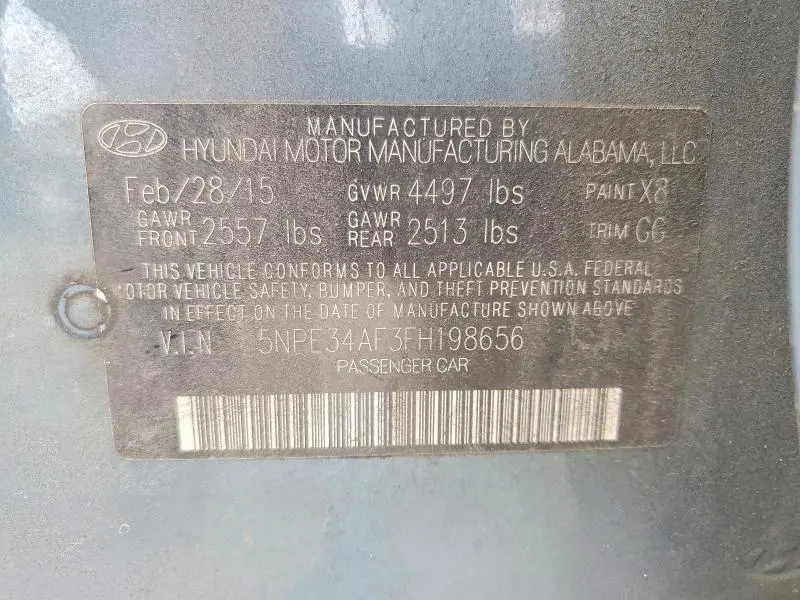 MANUFACTURED BY
HYUNDAI MOTOR MANUFACTURING ALABAMA, LLC
Feb/28/15 GVWR 4497 lbs PAINT X8
GAWR FRONT 2557 lbs GAWR REAR 2513 lbs TRIM GG
THIS VEHICLE CONFORMS TO ALL APPLICABLE U.S.A. FEDERAL
MOTOR VEHICLE SAFETY, BUMPER, AND THEFT PREVENTION STANDARDS
IN EFFECT ON THE DATE OF MANUFACTURE SHOWN ABOVE
V.I.N 5NPE34AF3FH198656
PASSENGER CAR